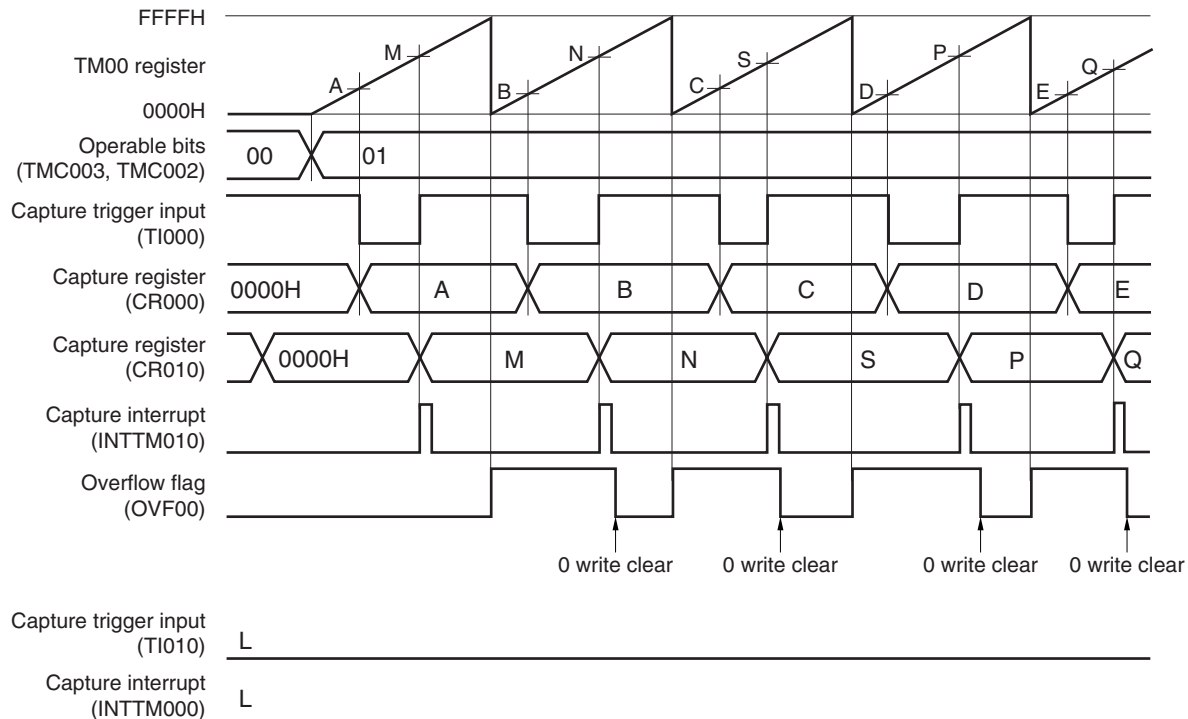 FFFFH
TM00 register
0000H
A M B N C S D P E Q
Operable bits
(TMC003, TMC002)
00 01
Capture trigger input
(TI000)
Capture register
(CR000)
0000H A B C D E
Capture register
(CR010)
0000H M N S P Q
Capture interrupt
(INTTM010)
Overflow flag
(OVF00)
0 write clear 0 write clear 0 write clear 0 write clear
Capture trigger input
(TI010)
L
Capture interrupt
(INTTM000)
L